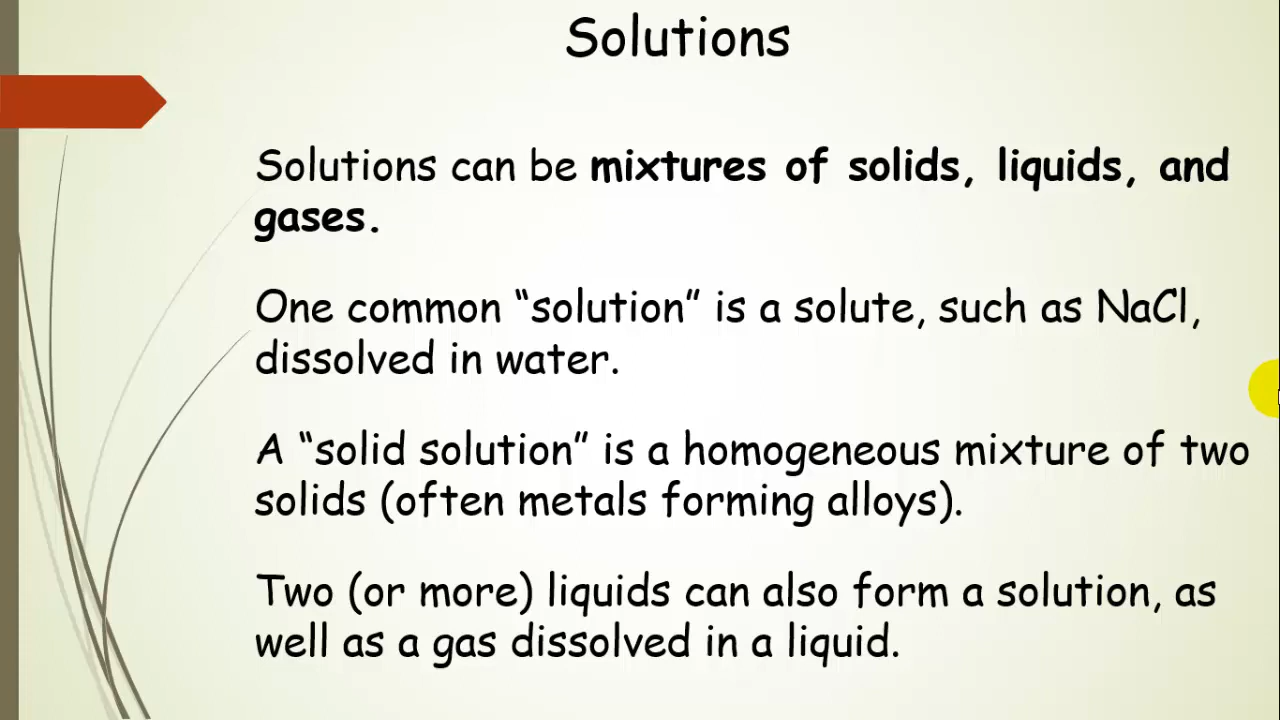 Solutions
Solutions can be mixtures of solids, liquids, and
gases.
One common “solution” is a solute, such as NaCl,
dissolved in water.
A “solid solution” is a homogeneous mixture of two
solids (often metals forming alloys).
Two (or more) liquids can also form a solution, as
well as a gas dissolved in a liquid.